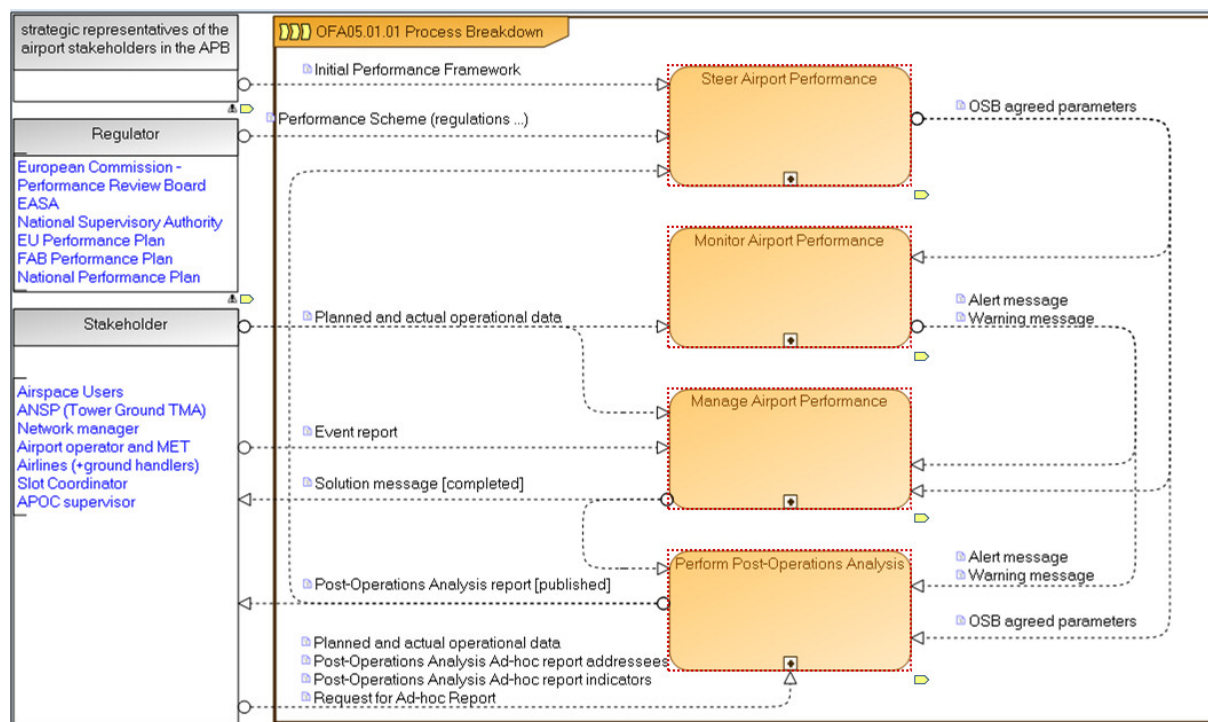 strategic representatives of the
airport stakeholders in the APB
OFA05.01.01 Process Breakdown
Initial Performance Framework
Steer Airport Performance
OSB agreed parameters
Performance Scheme (regulations ...)
Regulator
European Commission -
Performance Review Board
EASA
National Supervisory Authority
EU Performance Plan
FAB Performance Plan
National Performance Plan
Monitor Airport Performance
Stakeholder
Planned and actual operational data
Alert message
Warning message
Airspace Users
ANSP (Tower Ground TMA)
Network manager
Airport operator and MET
Airlines (+ground handlers)
Slot Coordinator
APOC supervisor
Manage Airport Performance
Event report
Solution message [completed]
Perform Post-Operations Analysis
Alert message
Warning message
Post-Operations Analysis report [published]
OSB agreed parameters
Planned and actual operational data
Post-Operations Analysis Ad-hoc report addressees
Post-Operations Analysis Ad-hoc report indicators
Request for Ad-hoc Report